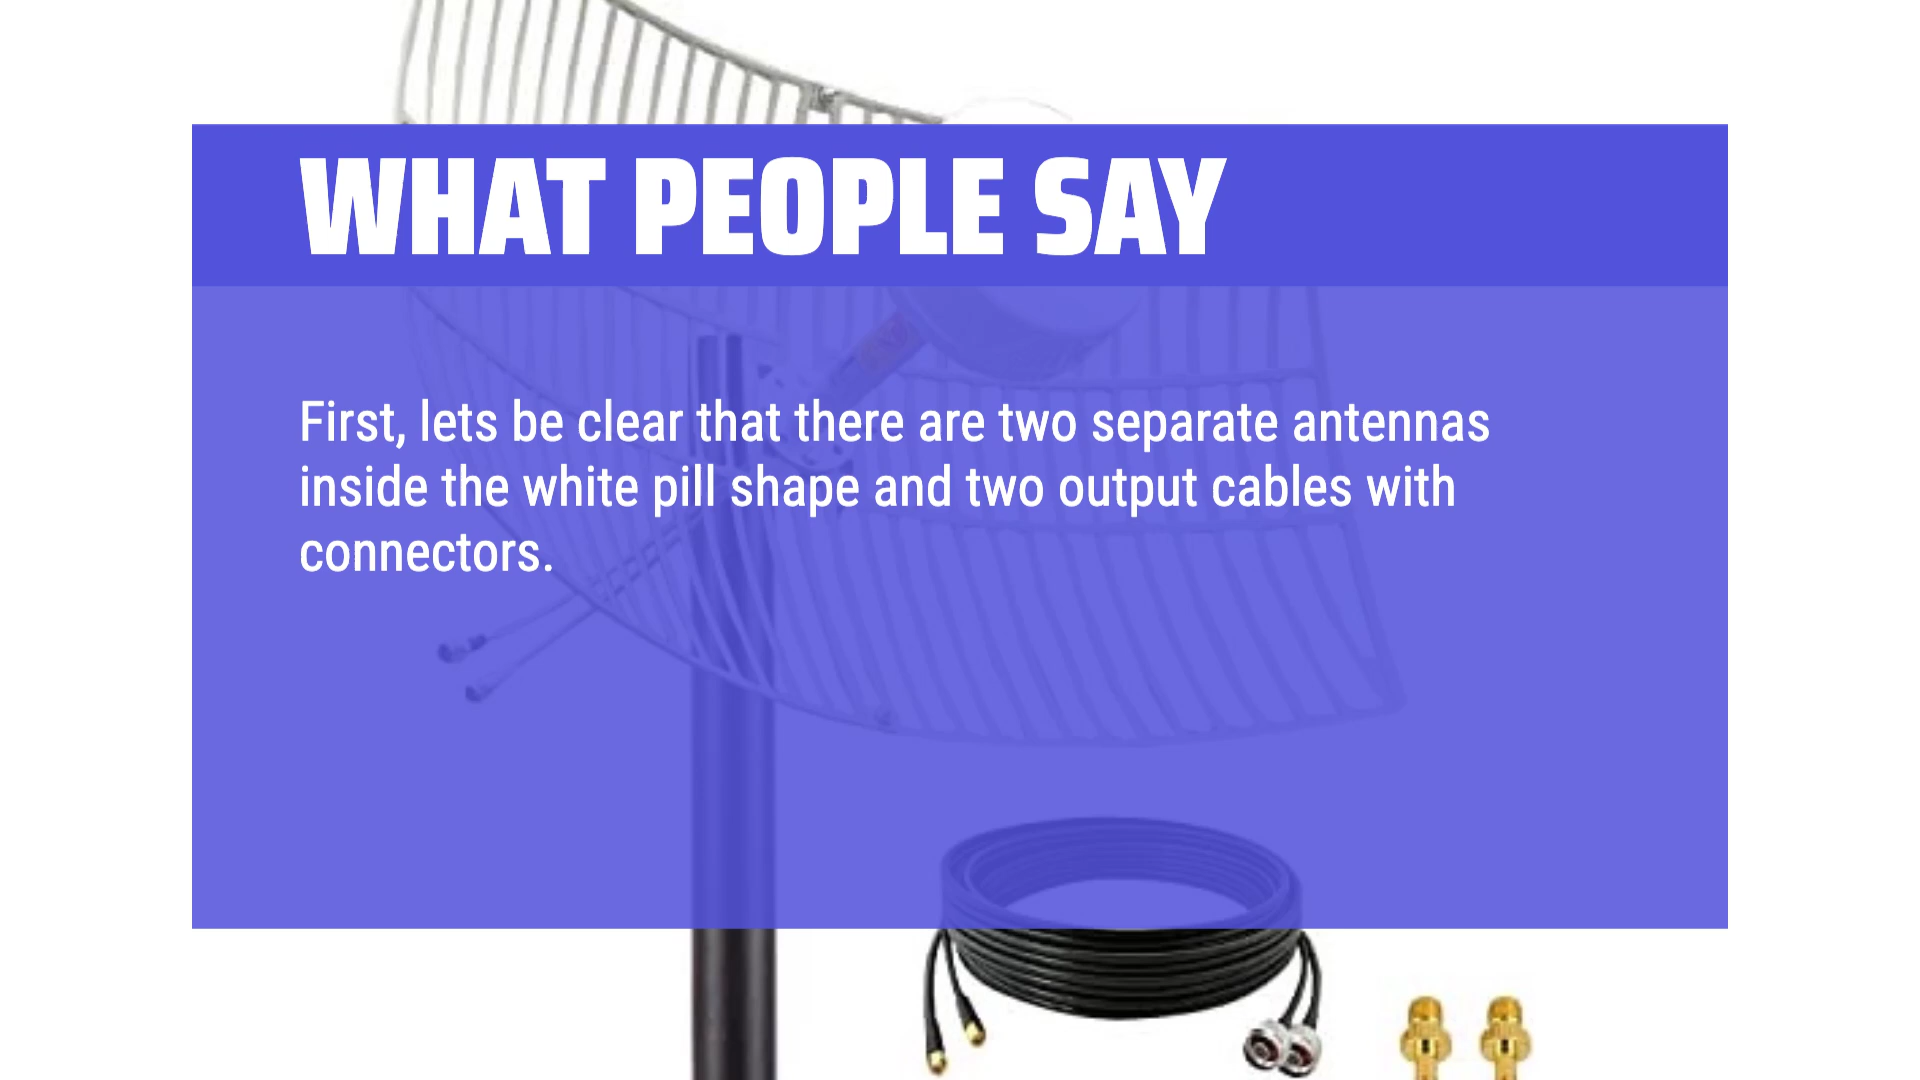 WHAT PEOPLE SAY
First, lets be clear that there are two separate antennas
inside the white pill shape and two output cables with
connectors.